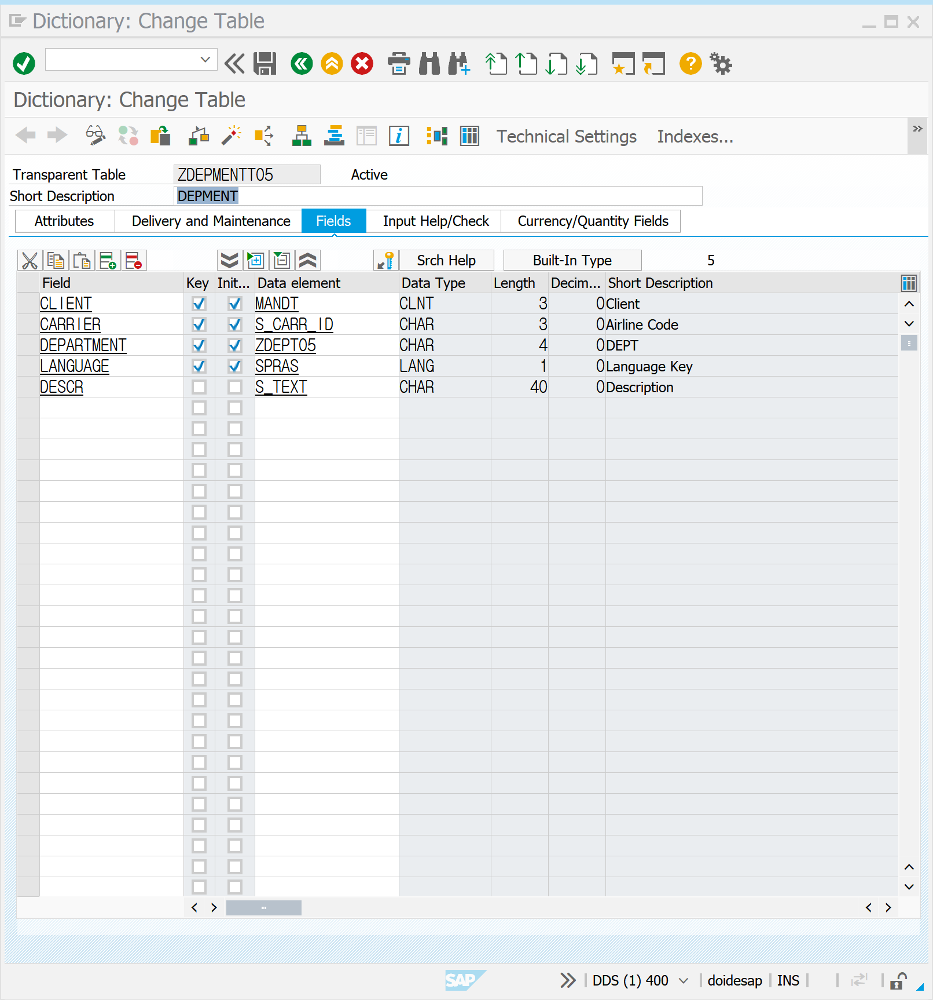 Dictionary: Change Table
Dictionary: Change Table
Technical Settings Indexes...
Transparent Table ZDEPMENTT05 Active
Short Description DEPMENT
Attributes Delivery and Maintenance Fields Input Help/Check Currency/Quantity Fields
Srch Help Built-In Type 5
Field Key Init... Data element Data Type Length Decim... Short Description
CLIENT MANDT CLNT 3 0 Client
CARRIER S_CARR_ID CHAR 3 0 Airline Code
DEPARTMENT ZDEPT05 CHAR 4 0 DEPT
LANGUAGE SPRAS LANG 1 0 Language Key
DESCR S_TEXT CHAR 40 0 Description
SAP DDS (1) 400 doidesap INS